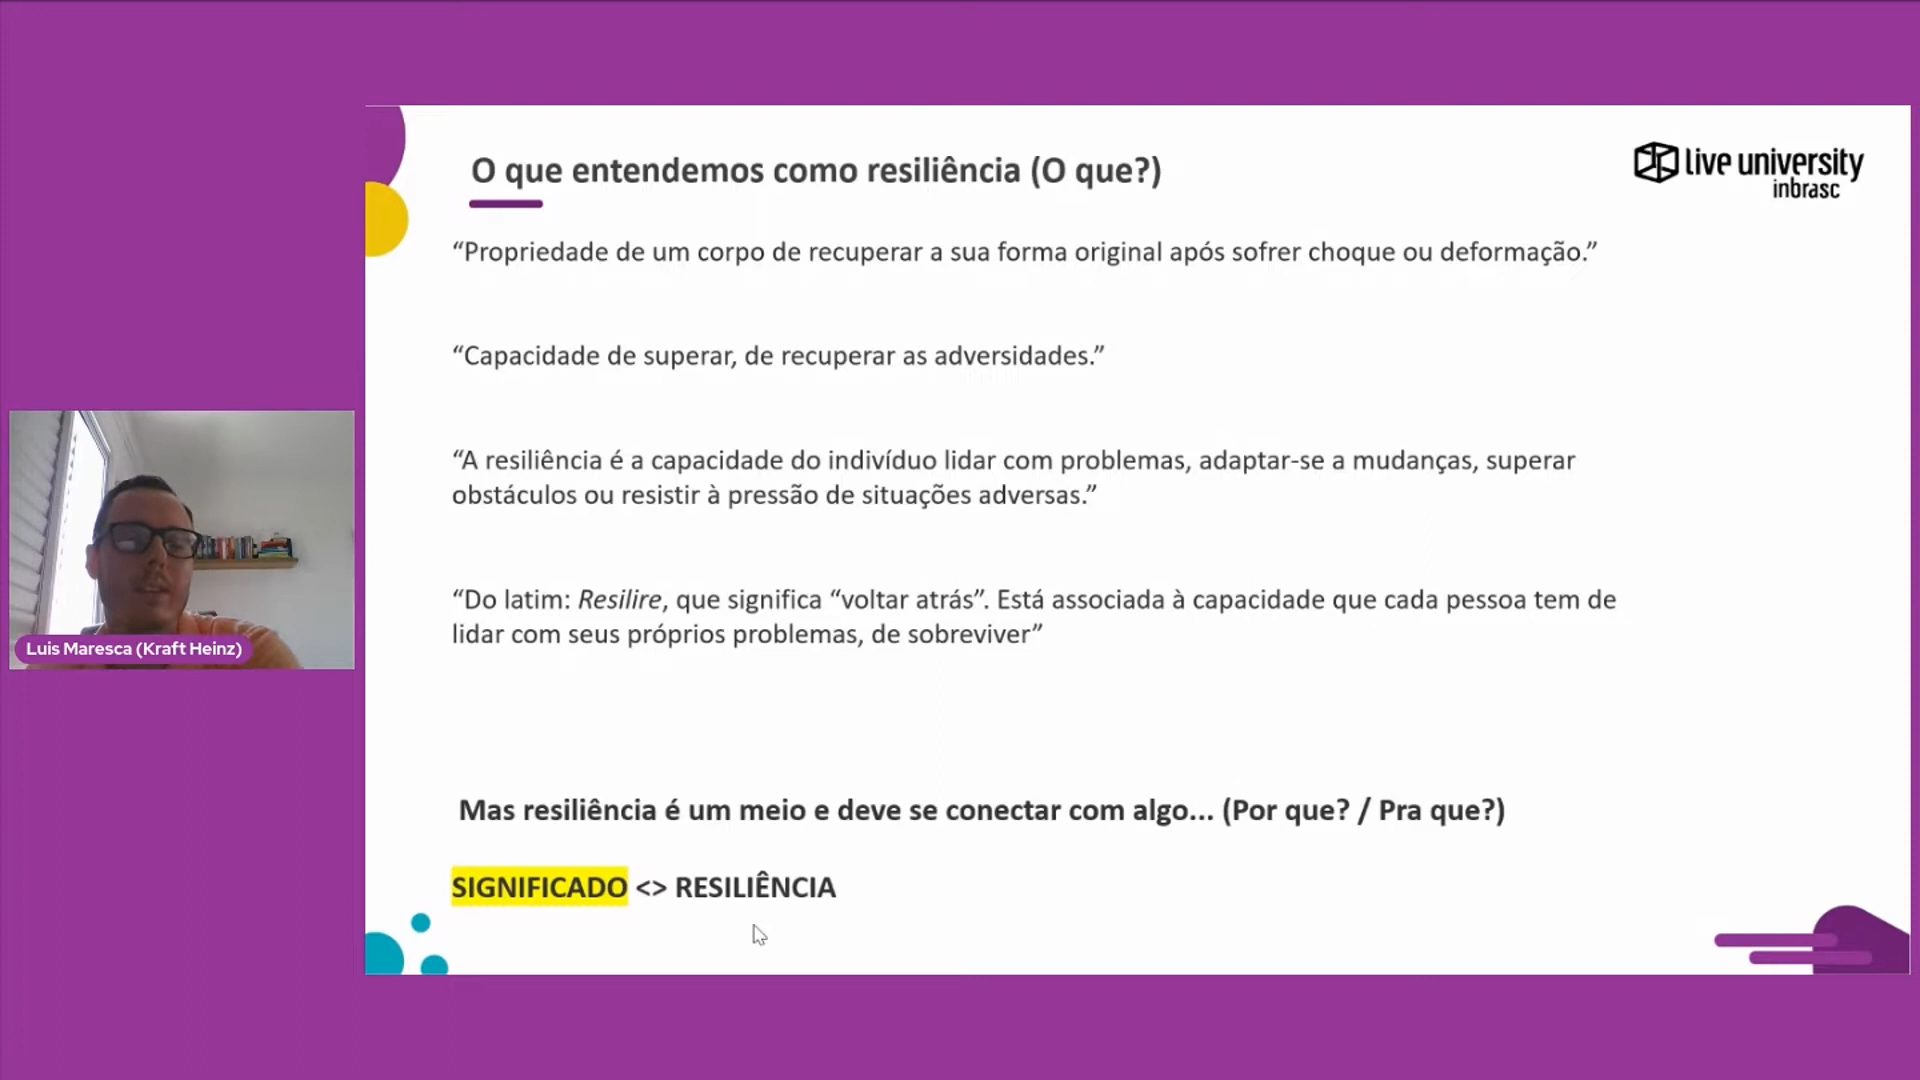 O que entendemos como resiliência (O que?)
live university
inbrasc
“Propriedade de um corpo de recuperar a sua forma original após sofrer choque ou deformação.”
“Capacidade de superar, de recuperar as adversidades.”
“A resiliência é a capacidade do indivíduo lidar com problemas, adaptar-se a mudanças, superar
obstáculos ou resistir à pressão de situações adversas.”
“Do latim: Resilire, que significa “voltar atrás”. Está associada à capacidade que cada pessoa tem de
lidar com seus próprios problemas, de sobreviver”
Luis Maresca (Kraft Heinz)
Mas resiliência é um meio e deve se conectar com algo... (Por que? / Pra que?)
SIGNIFICADO <> RESILIÊNCIA